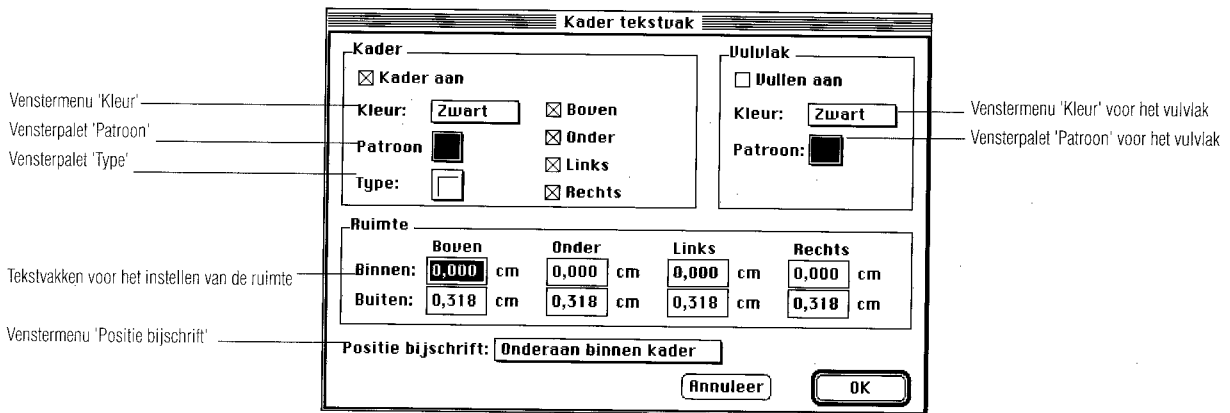 Kader tekstvak
Kader
Kader aan
Kleur: Zwart
Patroon
Type:
Boven
Onder
Links
Rechts
Vulvlak
Vullen aan
Kleur: Zwart
Patroon:
Venstermenu 'Kleur'
Vensterpalet 'Patroon'
Vensterpalet 'Type'
Venstermenu 'Kleur' voor het vulvlak
Vensterpalet 'Patroon' voor het vulvlak
Ruimte
Boven Onder Links Rechts
Binnen: 0,000 cm 0,000 cm 0,000 cm 0,000 cm
Buiten: 0,318 cm 0,318 cm 0,318 cm 0,318 cm
Tekstvakken voor het instellen van de ruimte
Venstermenu 'Positie bijschrift'
Positie bijschrift: Onderaan binnen kader
Annuleer OK